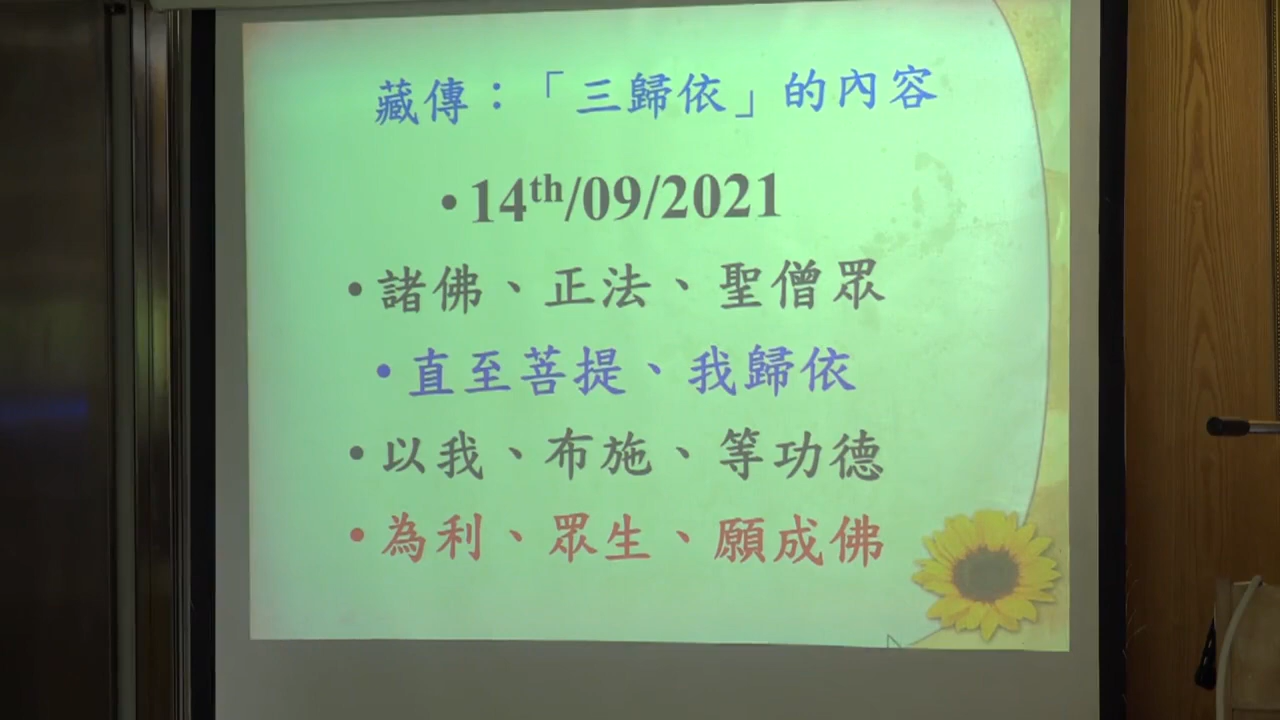 藏傳：「三歸依」的內容
•14th/09/2021
•諸佛、正法、聖僧眾
•直至菩提、我歸依
•以我、布施、等功德
•為利、眾生、願成佛